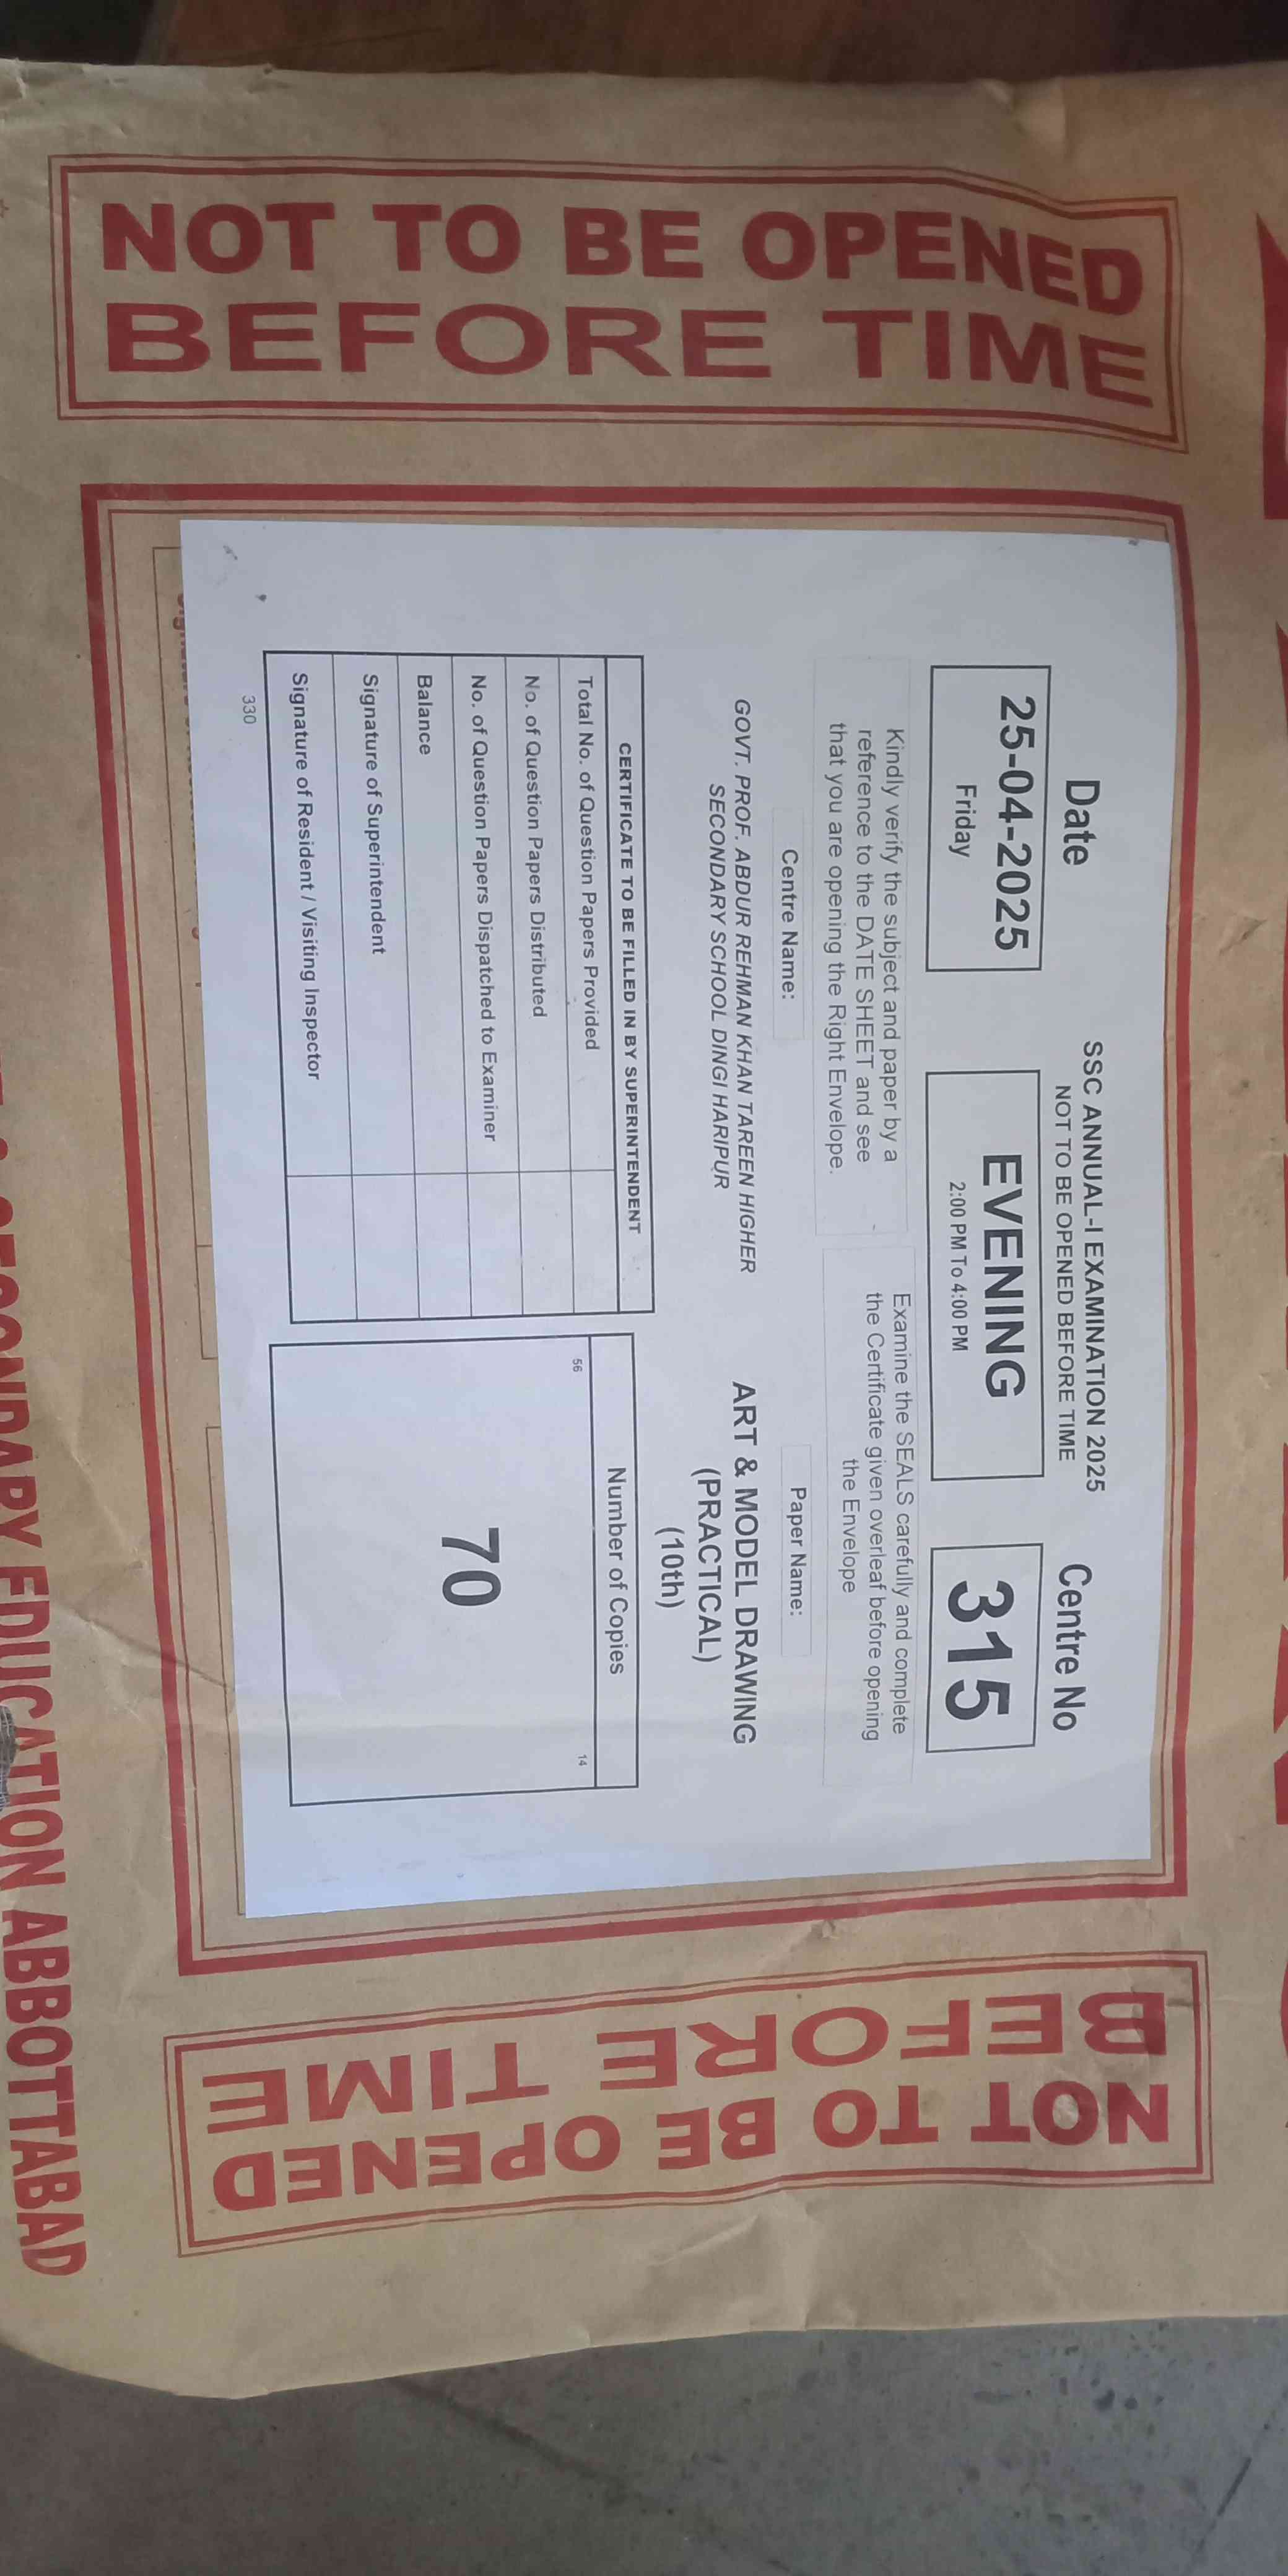 NOT TO BE OPENED
BEFORE TIME
SSC ANNUAL-I EXAMINATION 2025
NOT TO BE OPENED BEFORE TIME
Date
25-04-2025
Friday
EVENING
2:00 PM To 4:00 PM
Centre No
315
Kindly verify the subject and paper by a
reference to the DATE SHEET and see
that you are opening the Right Envelope.
Examine the SEALS carefully and complete
the Certificate given overleaf before opening
the Envelope
Centre Name:
GOVT. PROF. ABDUR REHMAN KHAN TAREEN HIGHER
SECONDARY SCHOOL DINGI HARIPUR
Paper Name:
ART & MODEL DRAWING
(PRACTICAL)
(10th)
CERTIFICATE TO BE FILLED IN BY SUPERINTENDENT
Total No. of Question Papers Provided
No. of Question Papers Distributed
No. of Question Papers Dispatched to Examiner
Balance
Signature of Superintendent
Signature of Resident / Visiting Inspector
330
Number of Copies
56
14
70
NOT TO BE OPENED
BEFORE TIME
SECONDARY EDUCATION ABBOTTABAD